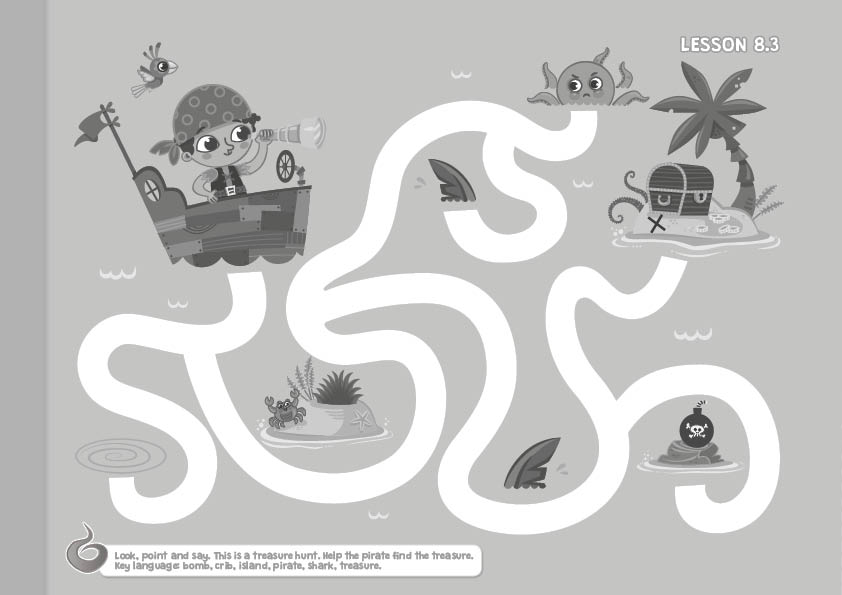 LESSON 8.3
Look, point and say. This is a treasure hunt. Help the pirate find the treasure.
Key language: bomb, crib, island, pirate, shark, treasure.